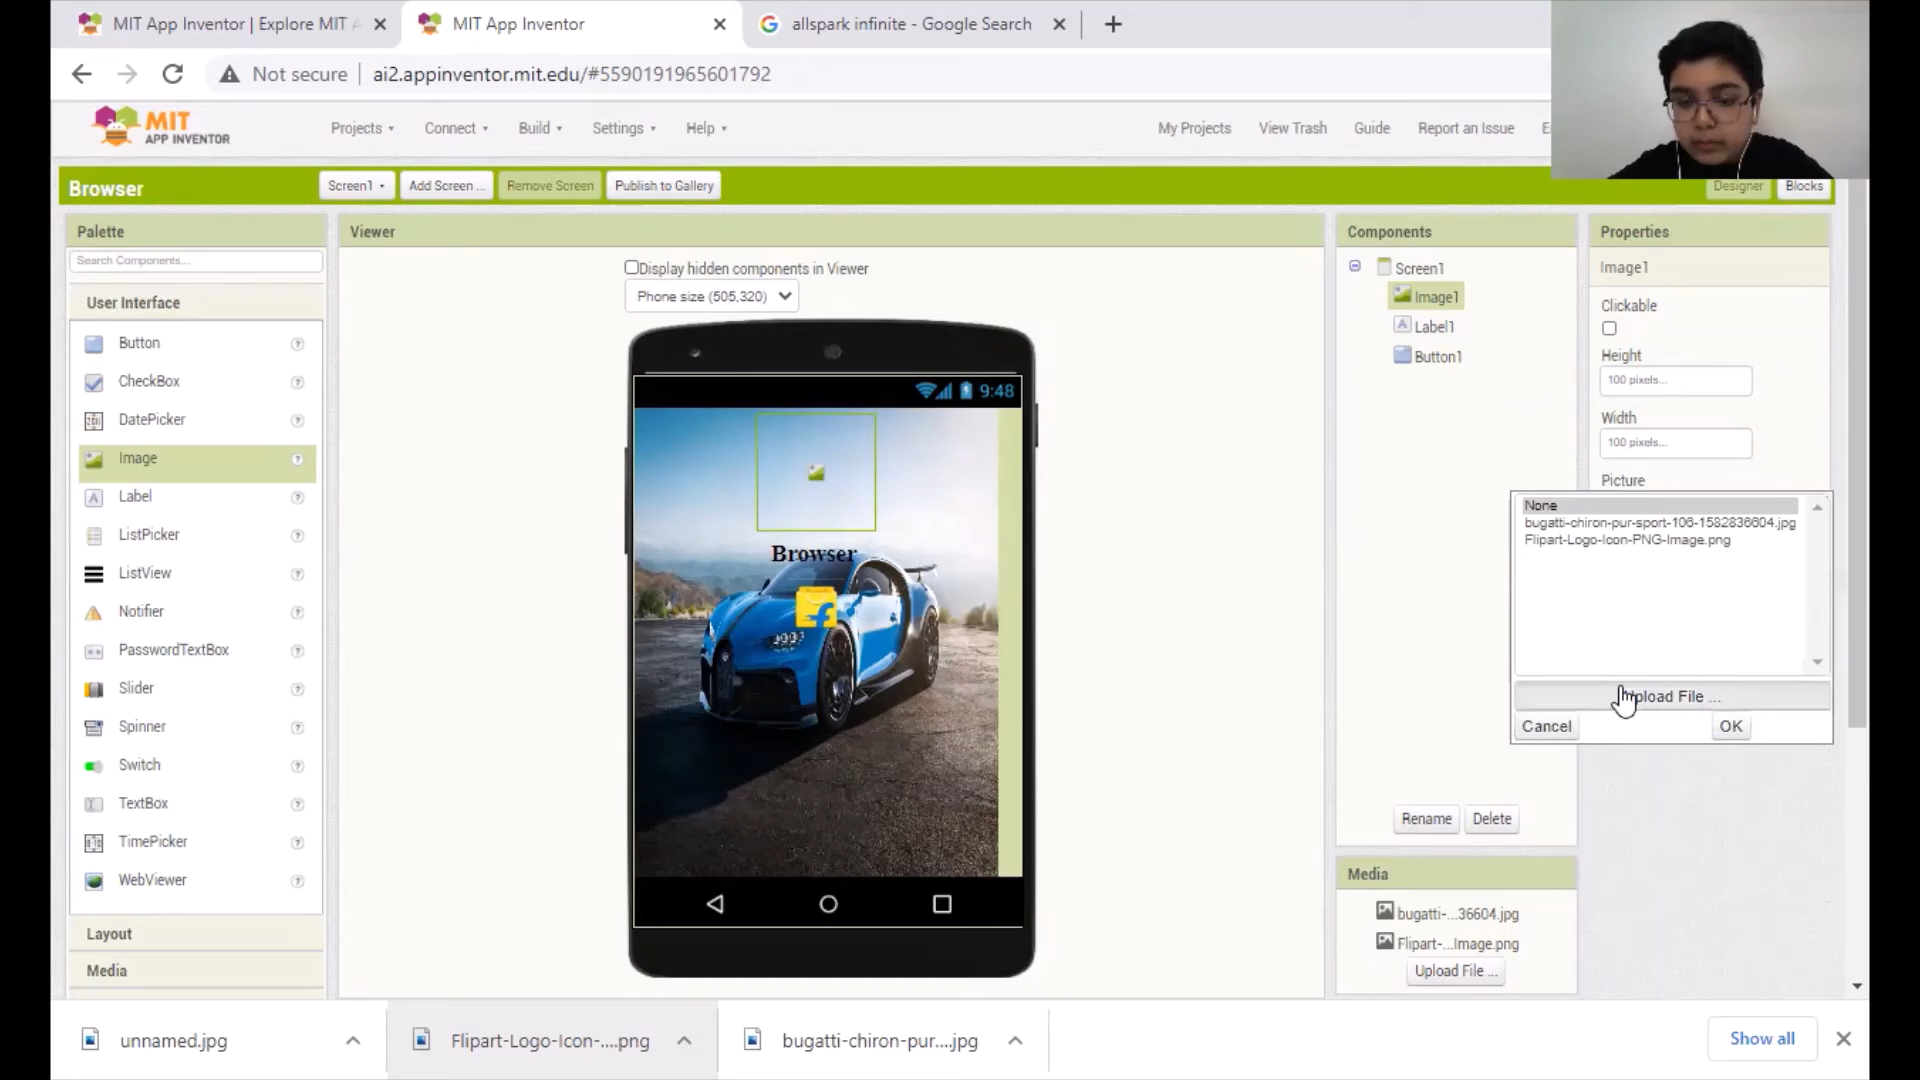 MIT App Inventor | Explore MIT A
MIT App Inventor
allspark infinite - Google Search
Not secure
ai2.appinventor.mit.edu/#5590191965601792
MIT
APP INVENTOR
Projects
Connect
Build
Settings
Help
My Projects
View Trash
Guide
Report an Issue
Browser
Screen1
Add Screen ...
Remove Screen
Publish to Gallery
Designer
Blocks
Palette
Search Components...
User Interface
Button
CheckBox
DatePicker
Image
Label
ListPicker
ListView
Notifier
PasswordTextBox
Slider
Spinner
Switch
TextBox
TimePicker
WebViewer
Layout
Media
Viewer
Display hidden components in Viewer
Phone size (505,320)
9:48
Browser
Components
Screen1
Image1
Label1
Button1
Rename
Delete
Media
bugatti-...36604.jpg
Flipart-...Image.png
Upload File ...
Properties
Image1
Clickable
Height
100 pixels...
Width
100 pixels...
Picture
None
bugatti-chiron-pur-sport-106-1582836604.jpg
Flipart-Logo-Icon-PNG-Image.png
Upload File ...
Cancel
OK
unnamed.jpg
Flipart-Logo-Icon-....png
bugatti-chiron-pur....jpg
Show all